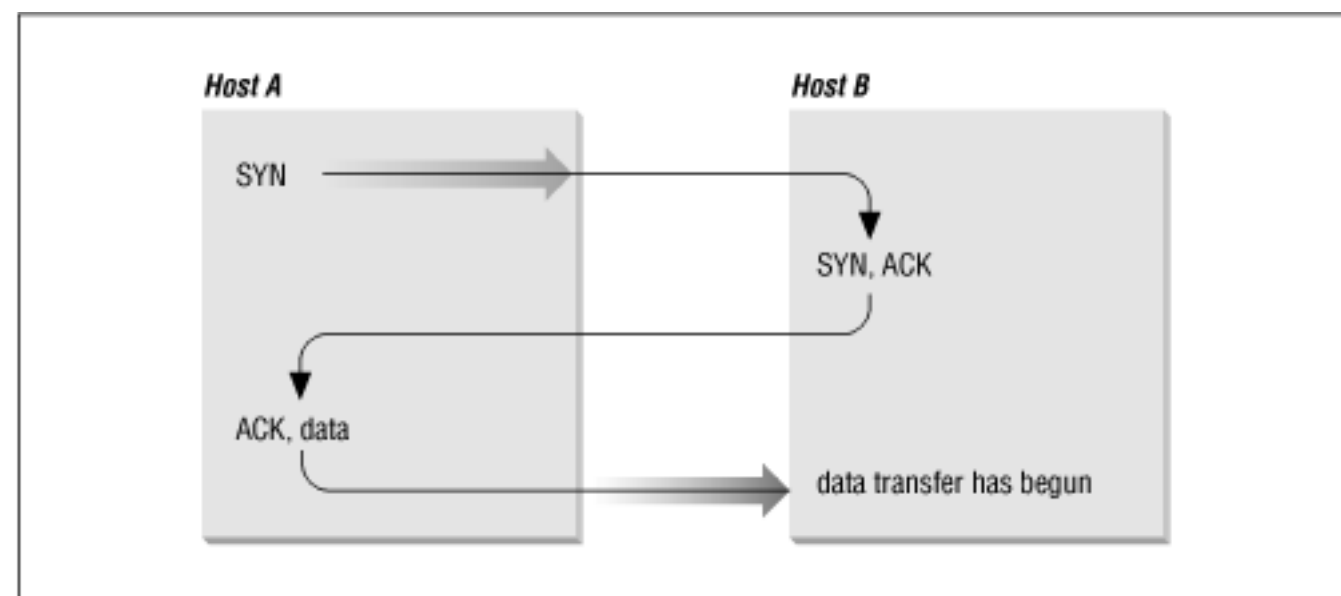 Host A
Host B
SYN
SYN, ACK
ACK, data
data transfer has begun